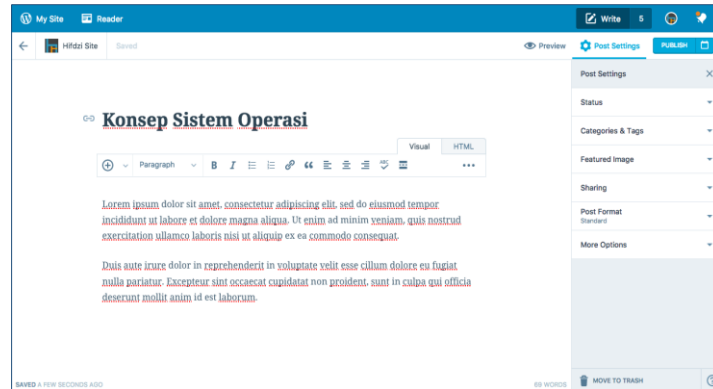 My Site Reader Write 5
Hifdzi Site Saved Preview Post Settings PUBLISH
Post Settings
Status
Categories & Tags
Featured Image
Sharing
Post Format
Standard
More Options
Konsep Sistem Operasi
Visual HTML
Paragraph B I ABC
Lorem ipsum dolor sit amet, consectetur adipiscing elit, sed do eiusmod tempor
incididunt ut labore et dolore magna aliqua. Ut enim ad minim veniam, quis nostrud
exercitation ullamco laboris nisi ut aliquip ex ea commodo consequat.
Duis aute irure dolor in reprehenderit in voluptate velit esse cillum dolore eu fugiat
nulla pariatur. Excepteur sint occaecat cupidatat non proident, sunt in culpa qui officia
deserunt mollit anim id est laborum.
SAVED A FEW SECONDS AGO 69 WORDS
MOVE TO TRASH